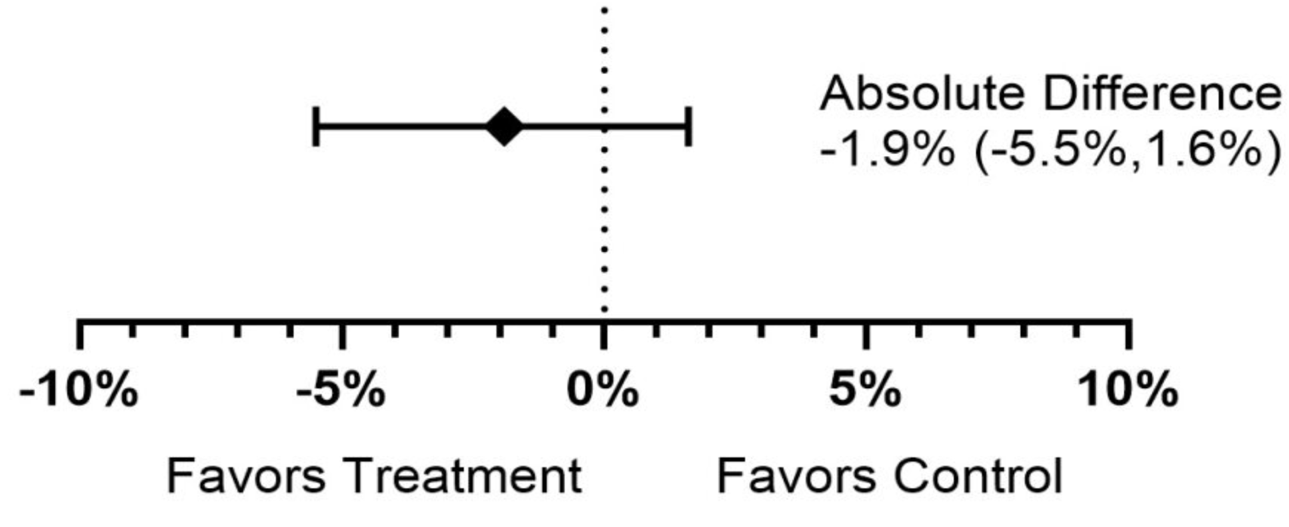 Absolute Difference
-1.9% (-5.5%,1.6%)
-10% -5% 0% 5% 10%
Favors Treatment Favors Control